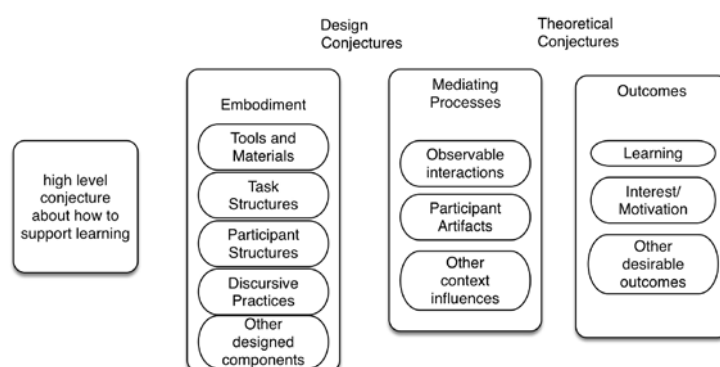 Design
Conjectures
Theoretical
Conjectures
high level
conjecture
about how to
support learning
Embodiment
Tools and
Materials
Task
Structures
Participant
Structures
Discursive
Practices
Other
designed
components
Mediating
Processes
Observable
interactions
Participant
Artifacts
Other
context
influences
Outcomes
Learning
Interest/
Motivation
Other
desirable
outcomes